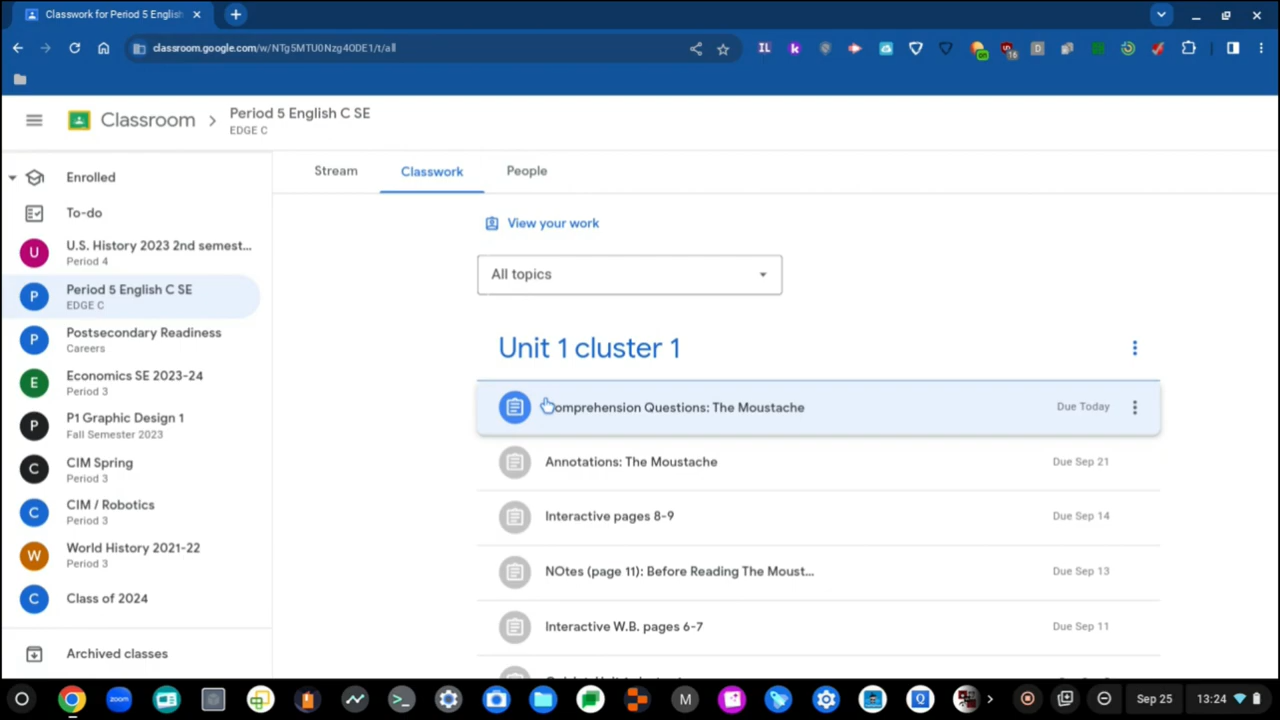 Classwork for Period 5 English
classroom.google.com/w/NTg5MTU0Nzg4ODE1/t/all
IL
k
on
16
D
Classroom
Period 5 English C SE
EDGE C
Enrolled
To-do
U
U.S. History 2023 2nd semest...
Period 4
P
Period 5 English C SE
EDGE C
P
Postsecondary Readiness
Careers
E
Economics SE 2023-24
Period 3
P
P1 Graphic Design 1
Fall Semester 2023
C
CIM Spring
Period 3
C
CIM / Robotics
Period 3
W
World History 2021-22
Period 3
C
Class of 2024
Archived classes
Stream
Classwork
People
View your work
All topics
Unit 1 cluster 1
Comprehension Questions: The Moustache
Due Today
Annotations: The Moustache
Due Sep 21
Interactive pages 8-9
Due Sep 14
NOtes (page 11): Before Reading The Moust...
Due Sep 13
Interactive W.B. pages 6-7
Due Sep 11
zoom
M
Q
Sep 25
13:24